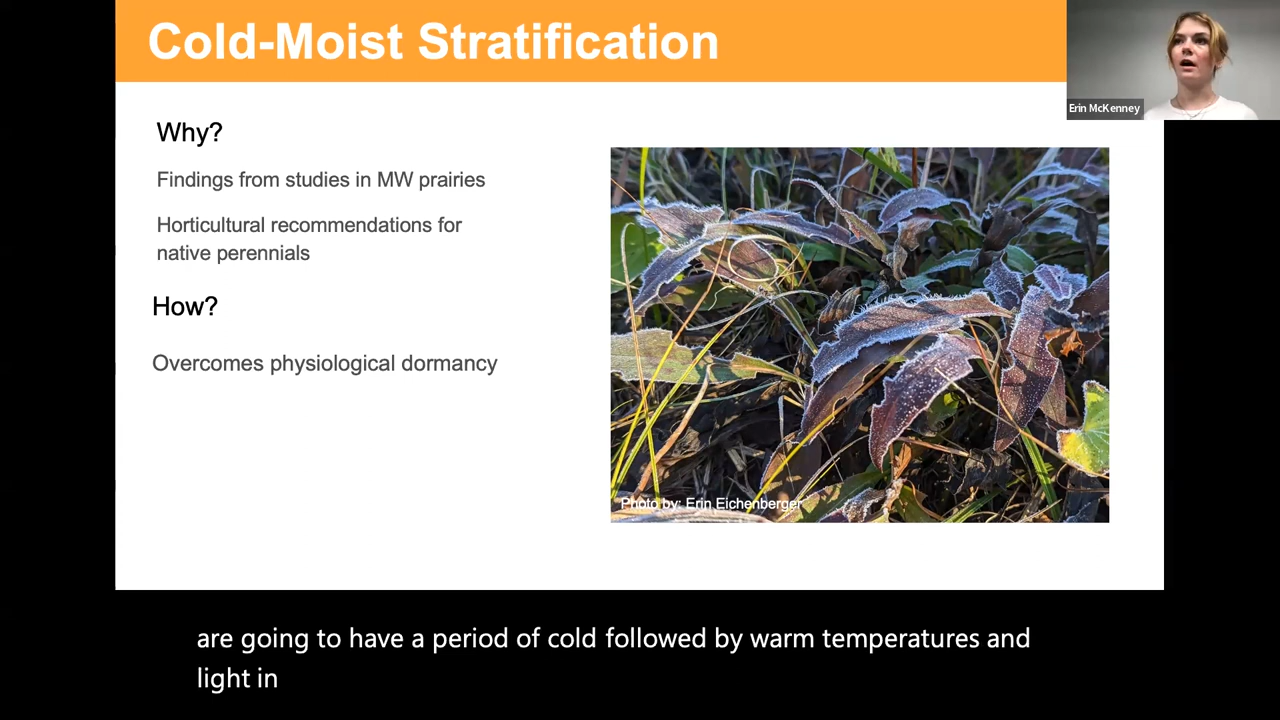 Cold-Moist Stratification
Erin McKenney
Why?
Findings from studies in MW prairies
Horticultural recommendations for
native perennials
How?
Overcomes physiological dormancy
Photo by: Erin Eichenberger
are going to have a period of cold followed by warm temperatures and
light in